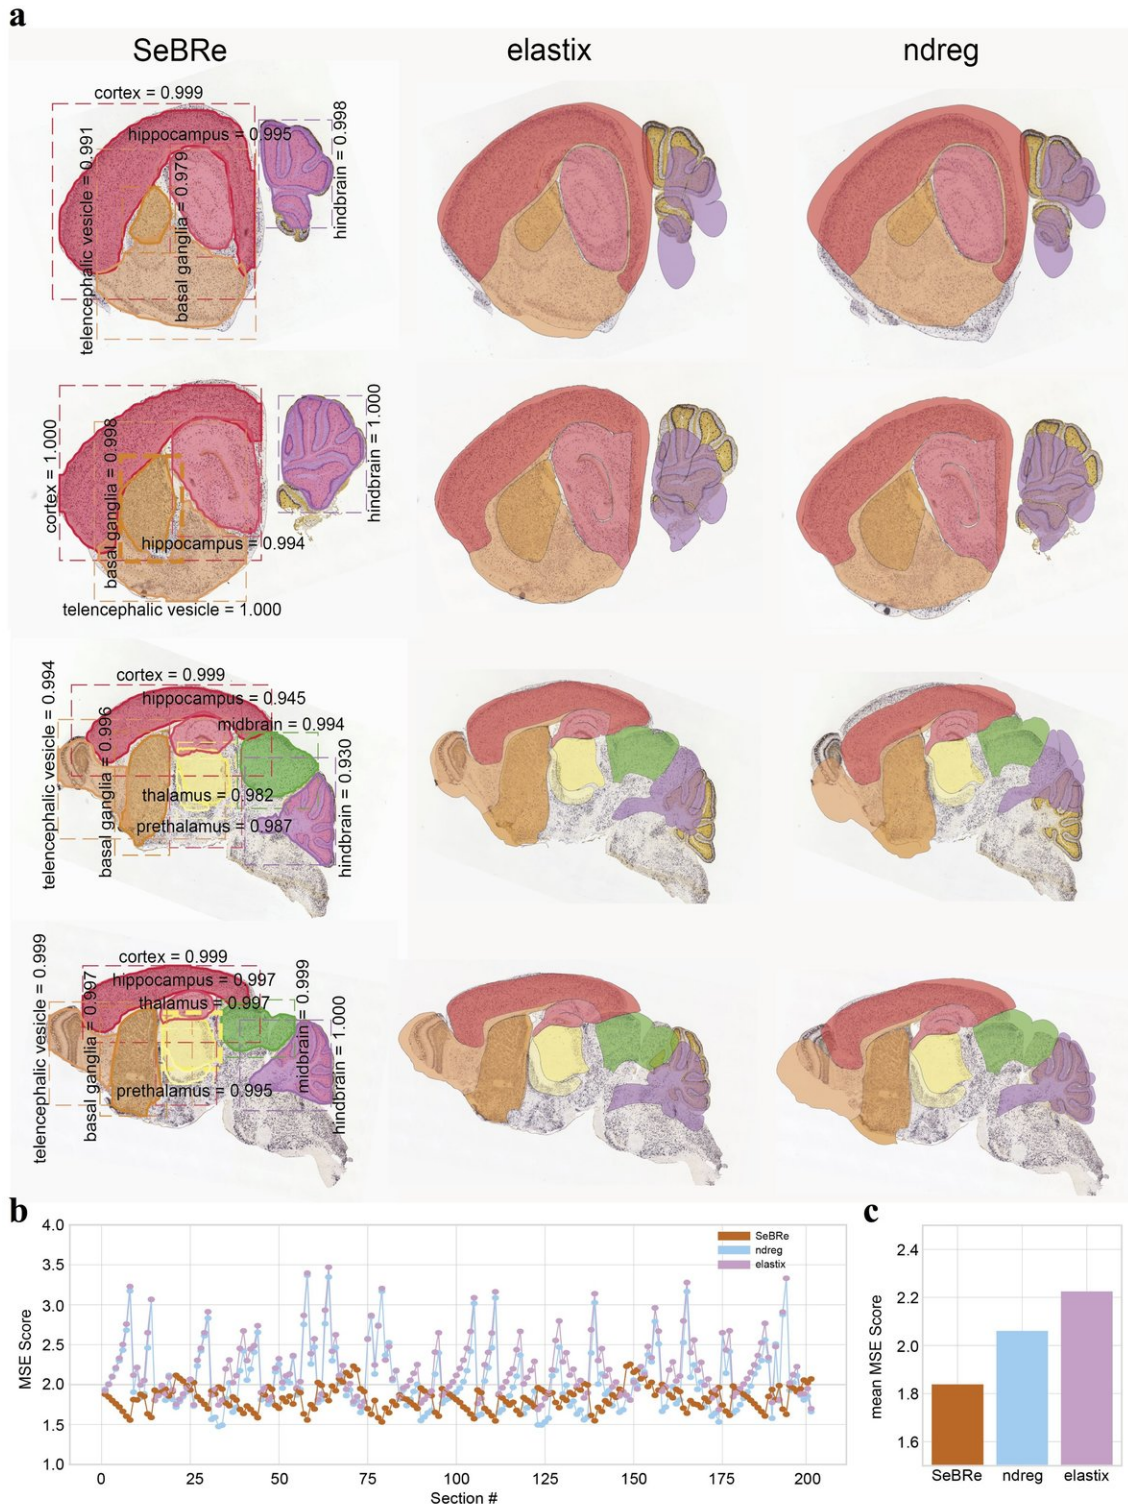 a
SeBRe elastix ndreg
cortex = 0.999
hippocampus = 0.995
telencephalic vesicle = 0.991
basal ganglia = 0.979
hindbrain = 0.998
cortex = 1.000
basal ganglia = 0.998
hindbrain = 1.000
hippocampus = 0.994
telencephalic vesicle = 1.000
telencephalic vesicle = 0.994
cortex = 0.999
hippocampus = 0.945
basal ganglia = 0.996
midbrain = 0.994
thalamus = 0.982
prethalamus = 0.987
hindbrain = 0.930
telencephalic vesicle = 0.999
cortex = 0.999
hippocampus = 0.997
basal ganglia = 0.997
thalamus = 0.997
midbrain = 0.999
hindbrain = 1.000
prethalamus = 0.995
b
MSE Score
4.0
3.5
3.0
2.5
2.0
1.5
1.0
SeBRe
ndreg
elastix
0 25 50 75 100 125 150 175 200
Section #
c
mean MSE Score
2.4
2.2
2.0
1.8
1.6
SeBRe ndreg elastix